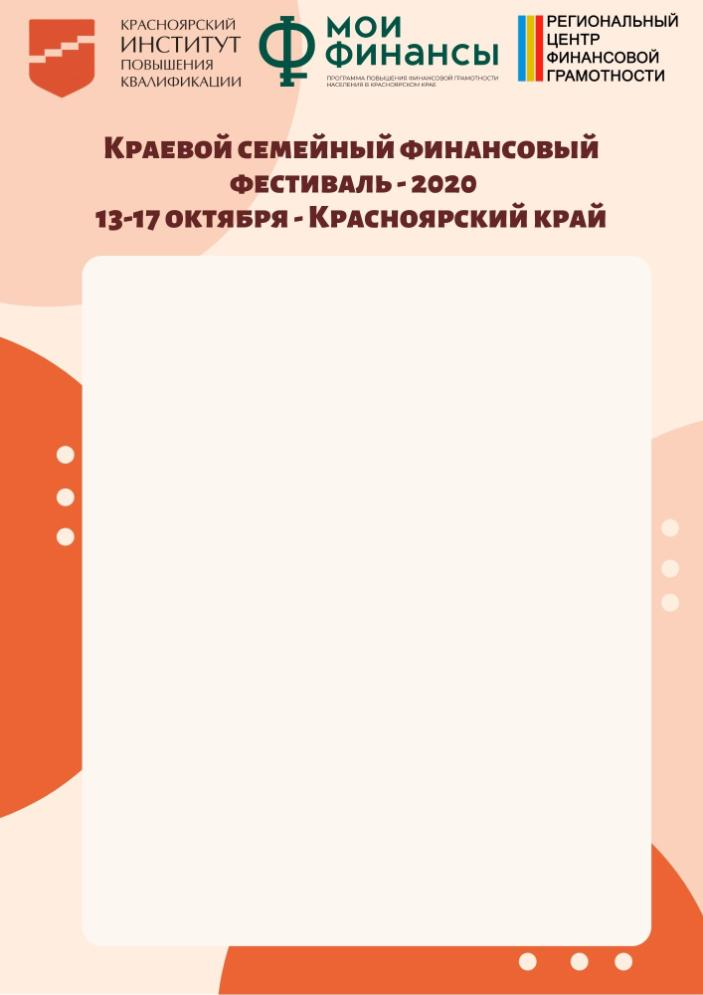 КРАСНОЯРСКИЙ
ИНСТИТУТ
ПОВЫШЕНИЯ
КВАЛИФИКАЦИИ
МОИ
ФИНАНСЫ
ПРОГРАММА ПОВЫШЕНИЕ ФИНАНСОВОЙ ГРАМОТНОСТИ
НАСЕЛЕНИЯ В КРАСНОЯРСКОМ КРАЕ
РЕГИОНАЛЬНЫЙ
ЦЕНТР
ФИНАНСОВОЙ
ГРАМОТНОСТИ
Краевой семейный финансовый
фестиваль - 2020
13-17 октября - Красноярский край